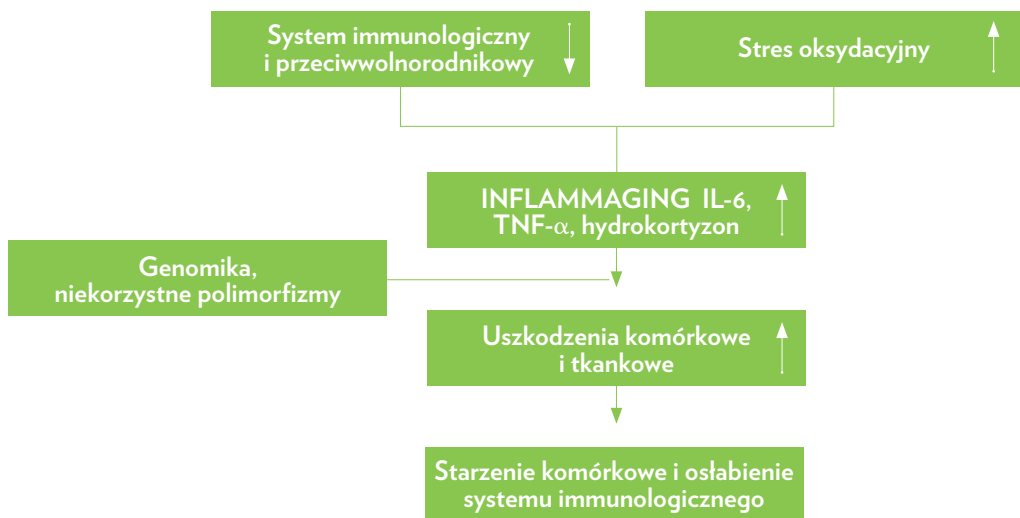 System immunologiczny
i przeciwwolnorodnikowy
Stres oksydacyjny
INFLAMMAGING IL-6,
TNF-α, hydrokortyzon
Genomika,
niekorzystne polimorfizmy
Uszkodzenia komórkowe
i tkankowe
Starzenie komórkowe i osłabienie
systemu immunologicznego